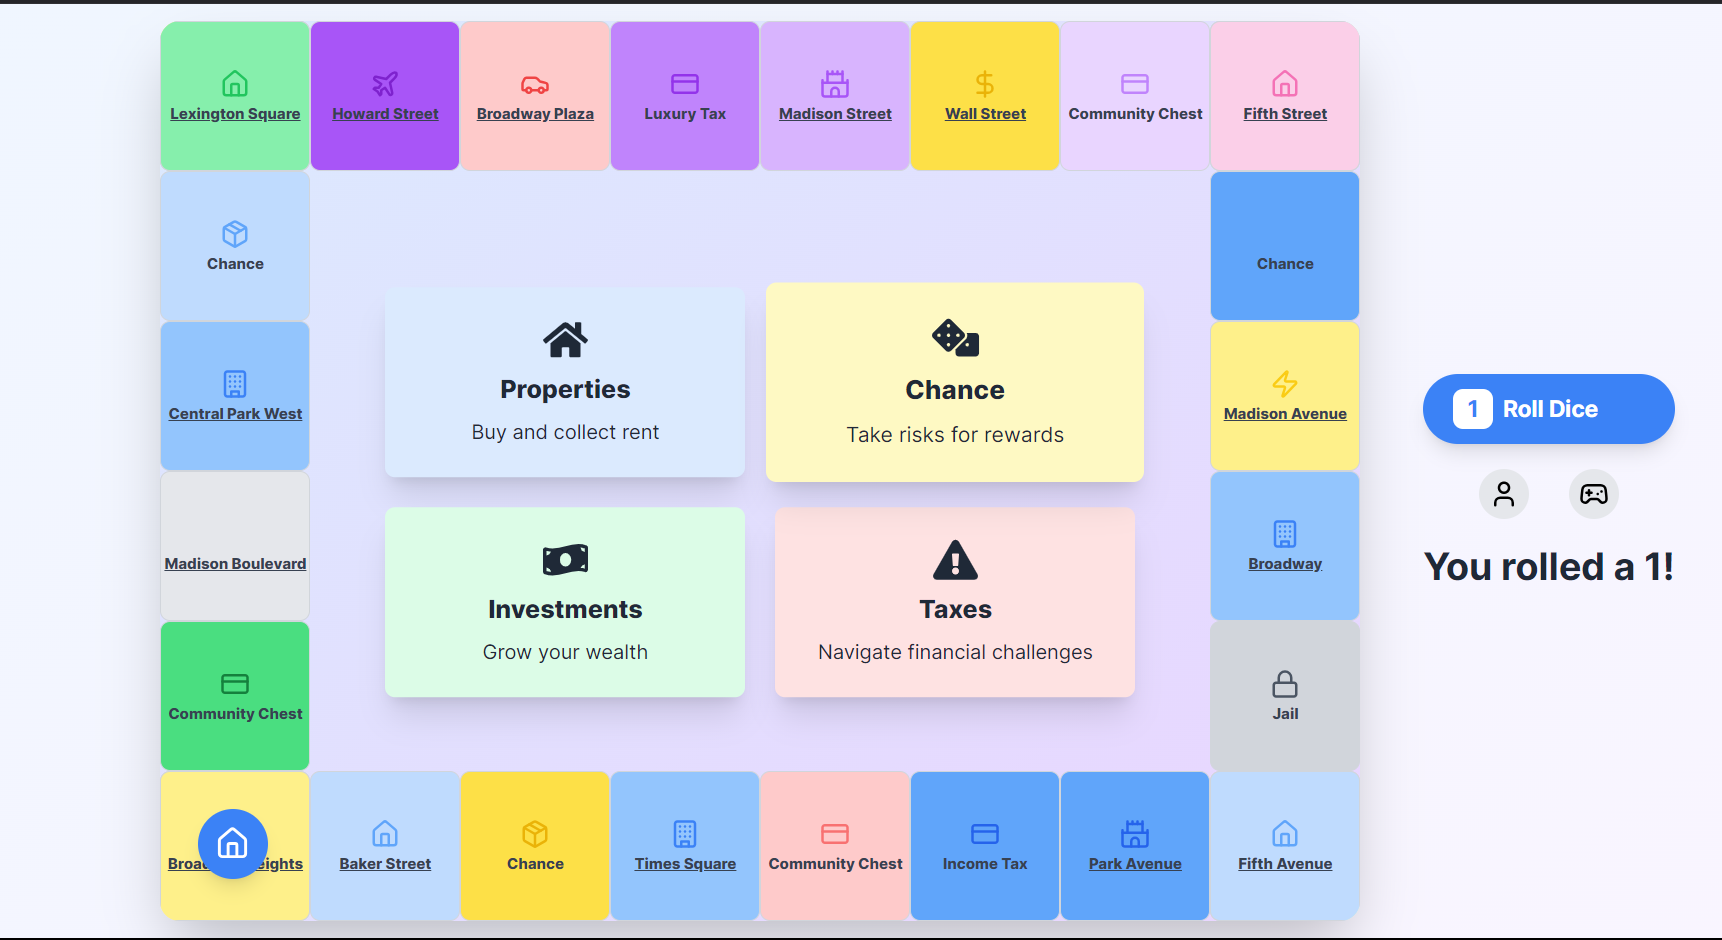 Lexington Square
Howard Street
Broadway Plaza
Luxury Tax
Madison Street
Wall Street
Community Chest
Fifth Street
Chance
Chance
Properties
Buy and collect rent
Chance
Take risks for rewards
Central Park West
Madison Avenue
1
Roll Dice
Investments
Grow your wealth
Taxes
Navigate financial challenges
Madison Boulevard
Broadway
You rolled a 1!
Community Chest
Jail
Baker Street
Chance
Times Square
Community Chest
Income Tax
Park Avenue
Fifth Avenue